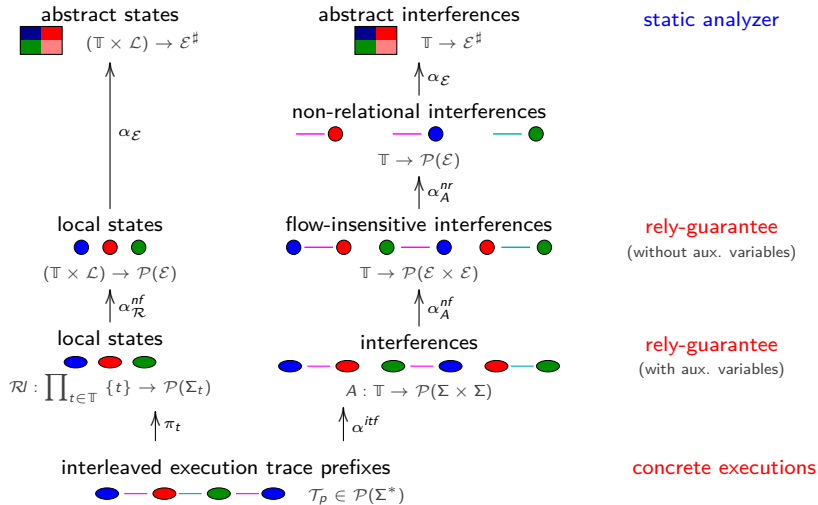 abstract states abstract interferences static analyzer
(𝕋 × ℒ) → ℰ♯ 𝕋 → ℰ♯
α_ℰ
non-relational interferences
α_ℰ
𝕋 → 𝒫(ℰ)
α_A^nr
local states flow-insensitive interferences rely-guarantee
(without aux. variables)
(𝕋 × ℒ) → 𝒫(ℰ) 𝕋 → 𝒫(ℰ × ℰ)
α_ℛ^nf α_A^nf
local states interferences rely-guarantee
(with aux. variables)
ℛl : ∏_{t∈𝕋} {t} → 𝒫(Σ_t) A : 𝕋 → 𝒫(Σ × Σ)
π_t α^itf
interleaved execution trace prefixes concrete executions
𝒯_p ∈ 𝒫(Σ*)